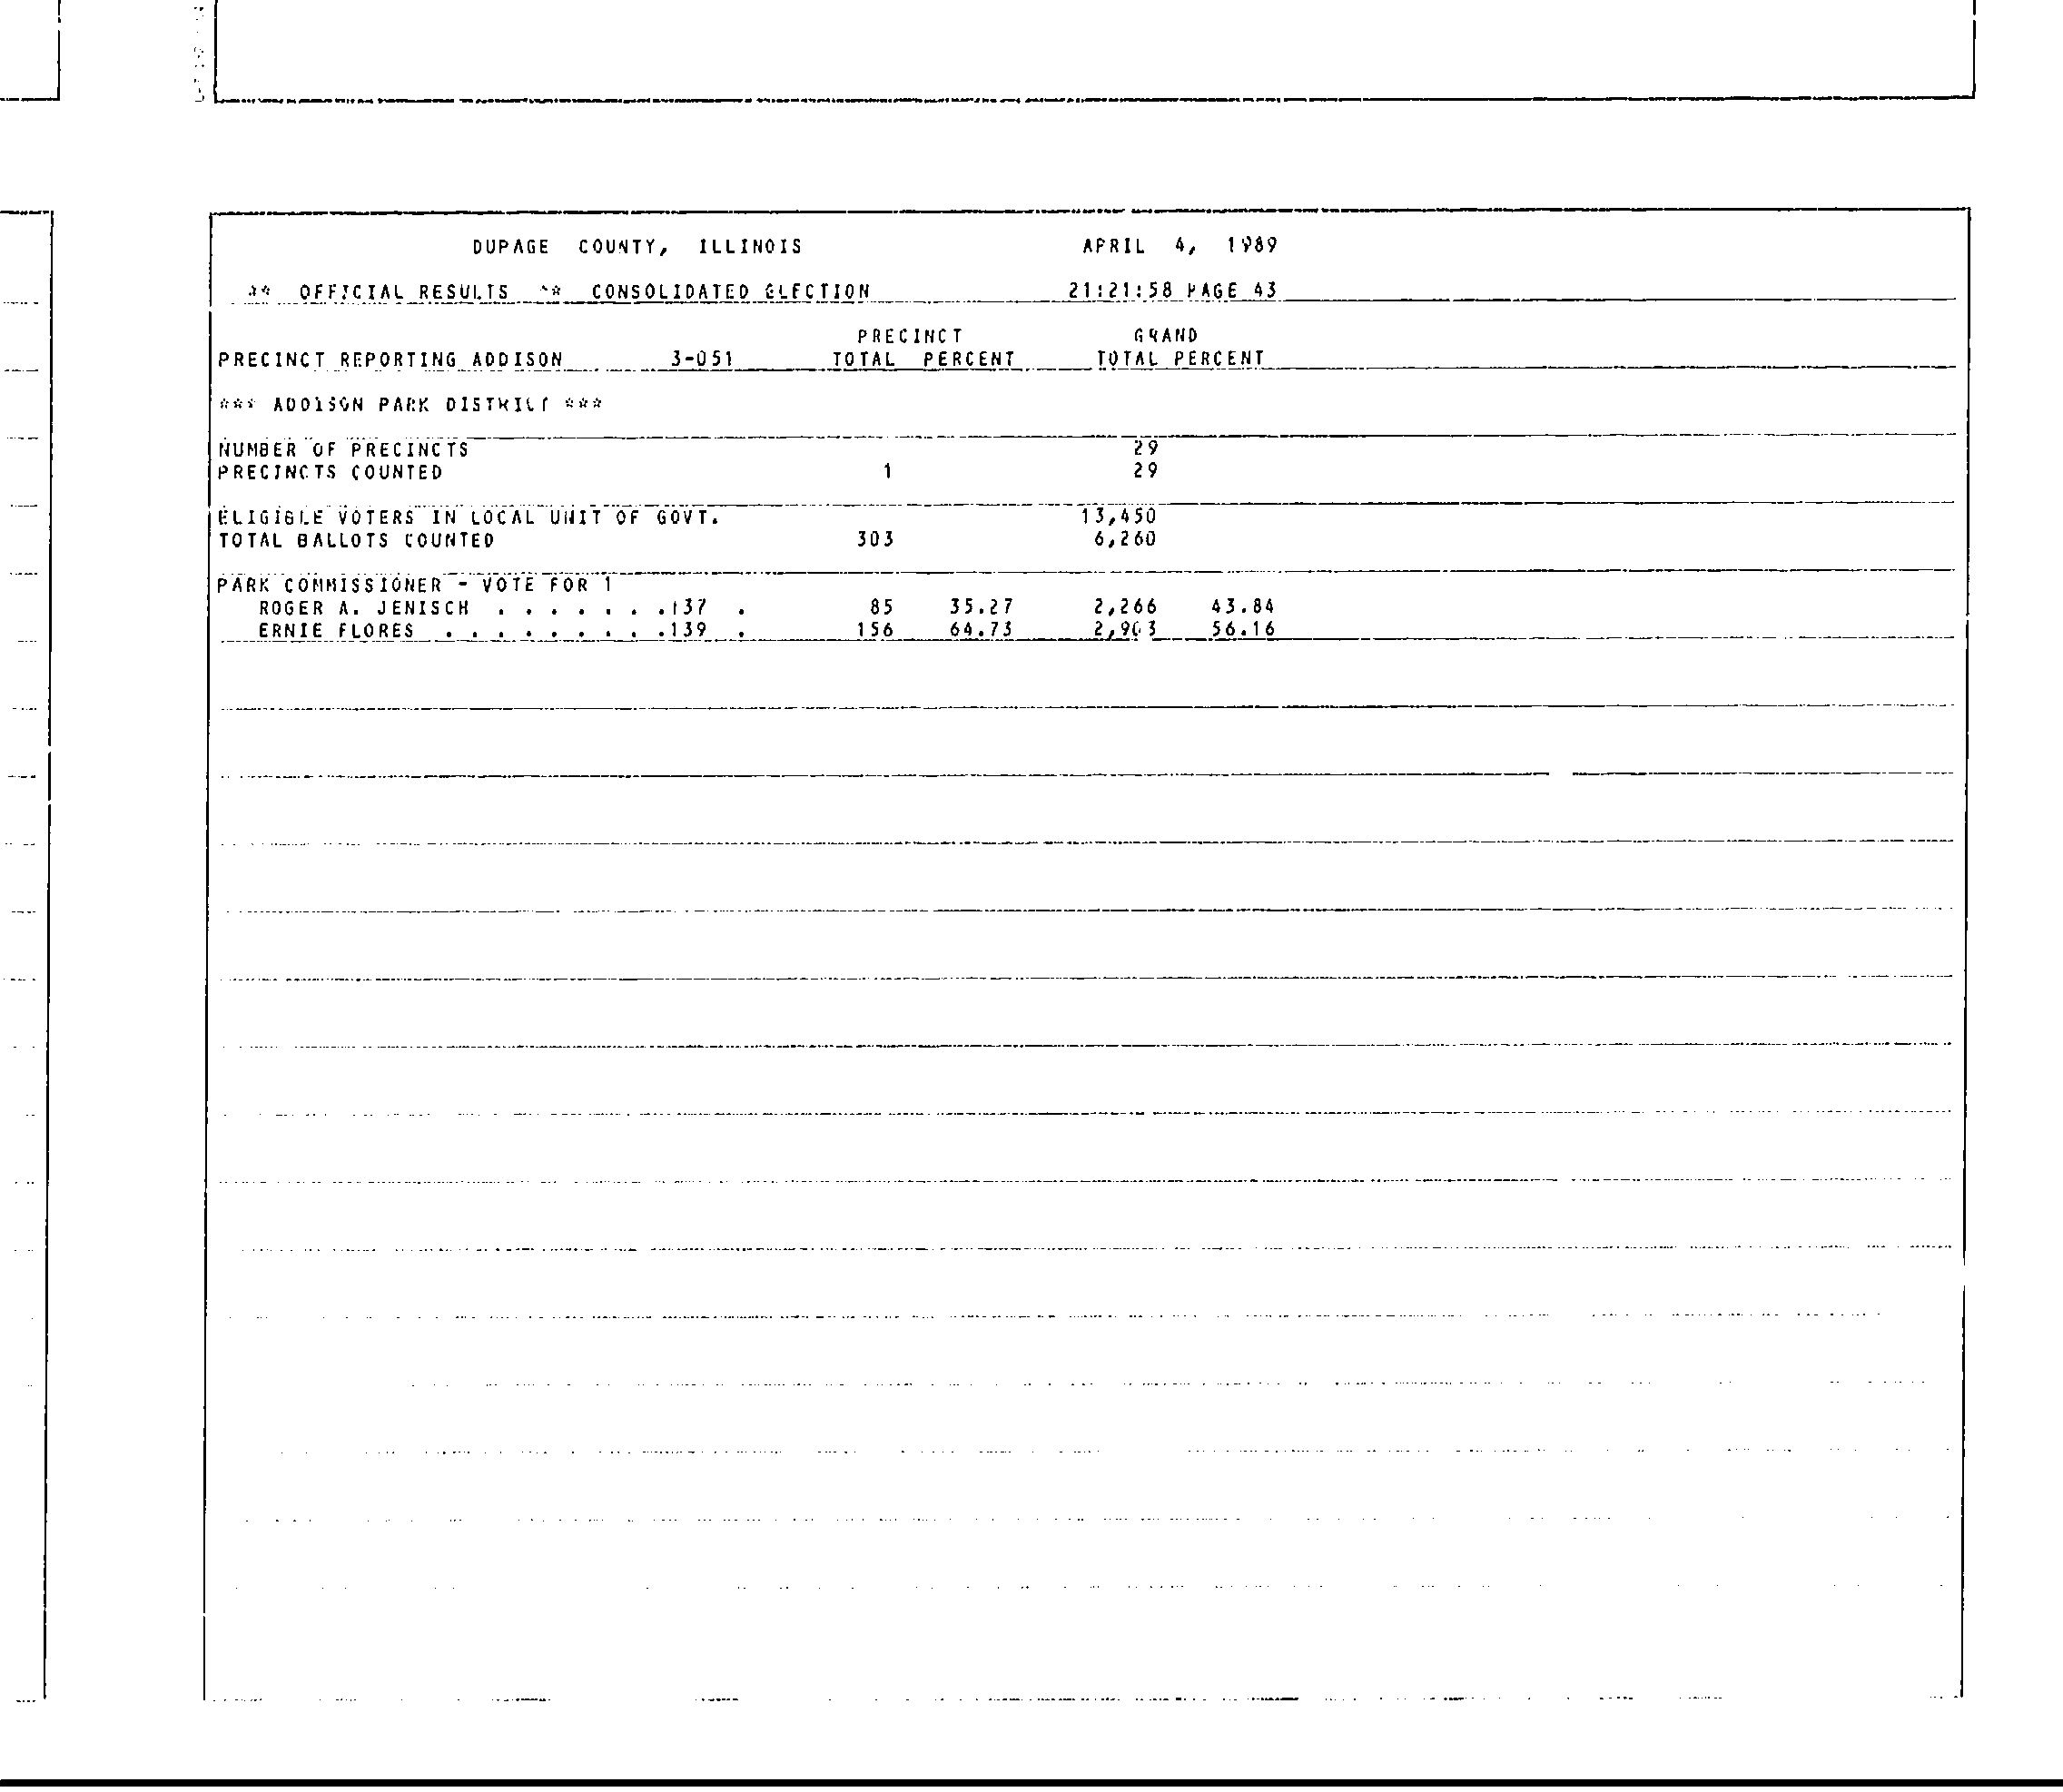 DUPAGE COUNTY, ILLINOIS APRIL 4, 1989
** OFFICIAL RESULTS ** CONSOLIDATED ELECTION 21:21:58 PAGE 43
PRECINCT GRAND
PRECINCT REPORTING ADDISON 3-051 TOTAL PERCENT TOTAL PERCENT
*** ADDISON PARK DISTRICT ***
NUMBER OF PRECINCTS 29
PRECINCTS COUNTED 1 29
ELIGIBLE VOTERS IN LOCAL UNIT OF GOVT. 13,450
TOTAL BALLOTS COUNTED 303 6,260
PARK COMMISSIONER - VOTE FOR 1
ROGER A. JENISCH . . . . . . .137 . 85 35.27 2,266 43.84
ERNIE FLORES . . . . . . . . .139 . 156 64.73 2,903 56.16